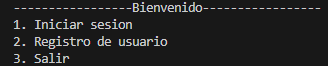 -----------------Bienvenido-----------------
1. Iniciar sesion
2. Registro de usuario
3. Salir